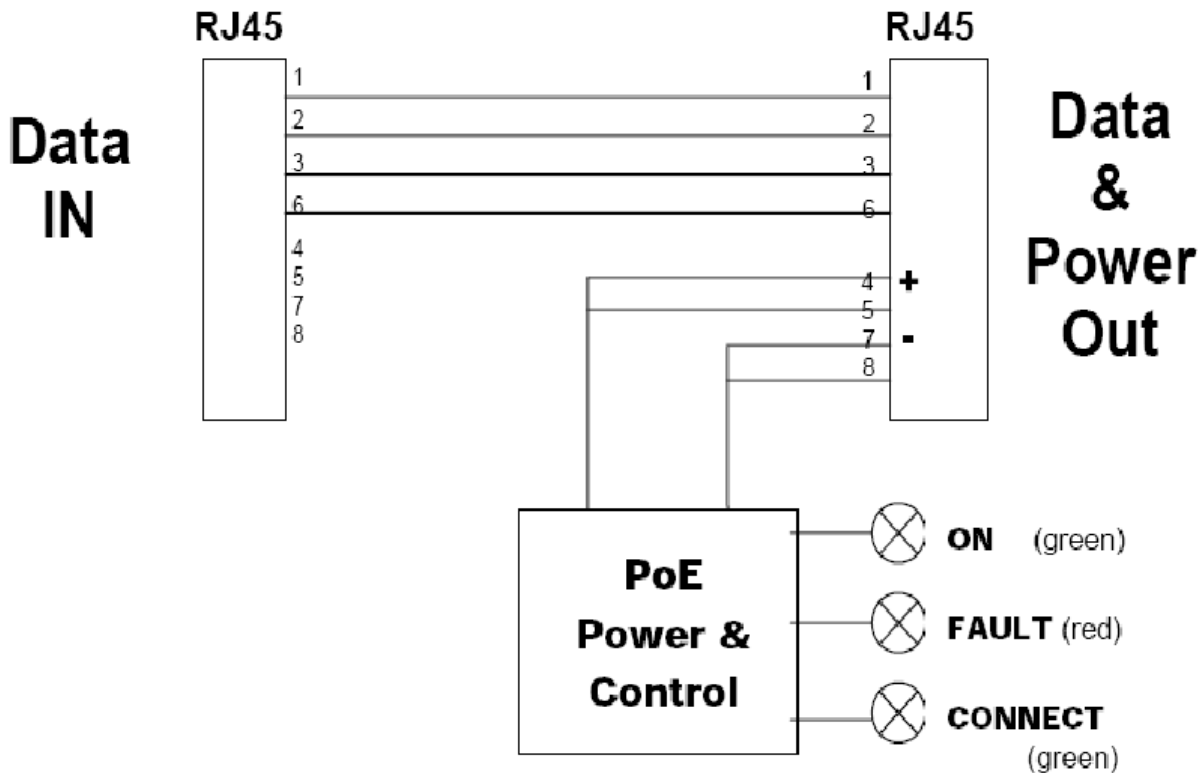 RJ45
RJ45
Data
IN
1
2
3
6
4
5
7
8
1
2
3
6
4 +
5
7 -
8
Data
&
Power
Out
PoE
Power &
Control
ON (green)
FAULT (red)
CONNECT
(green)